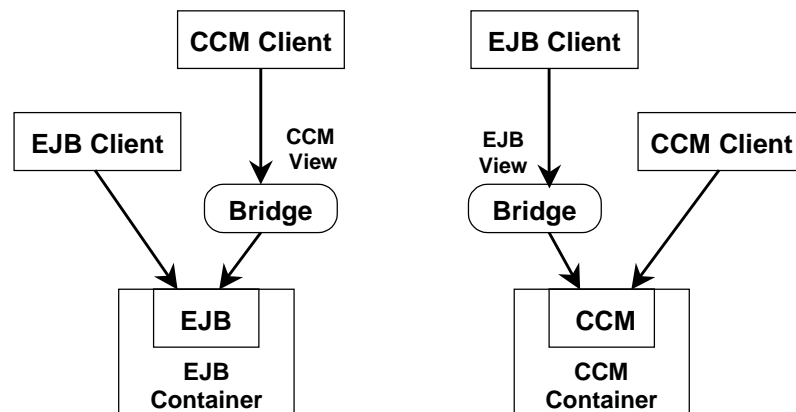 CCM Client
EJB Client
EJB Client
CCM
View
EJB
View
CCM Client
Bridge
Bridge
EJB
CCM
EJB
Container
CCM
Container